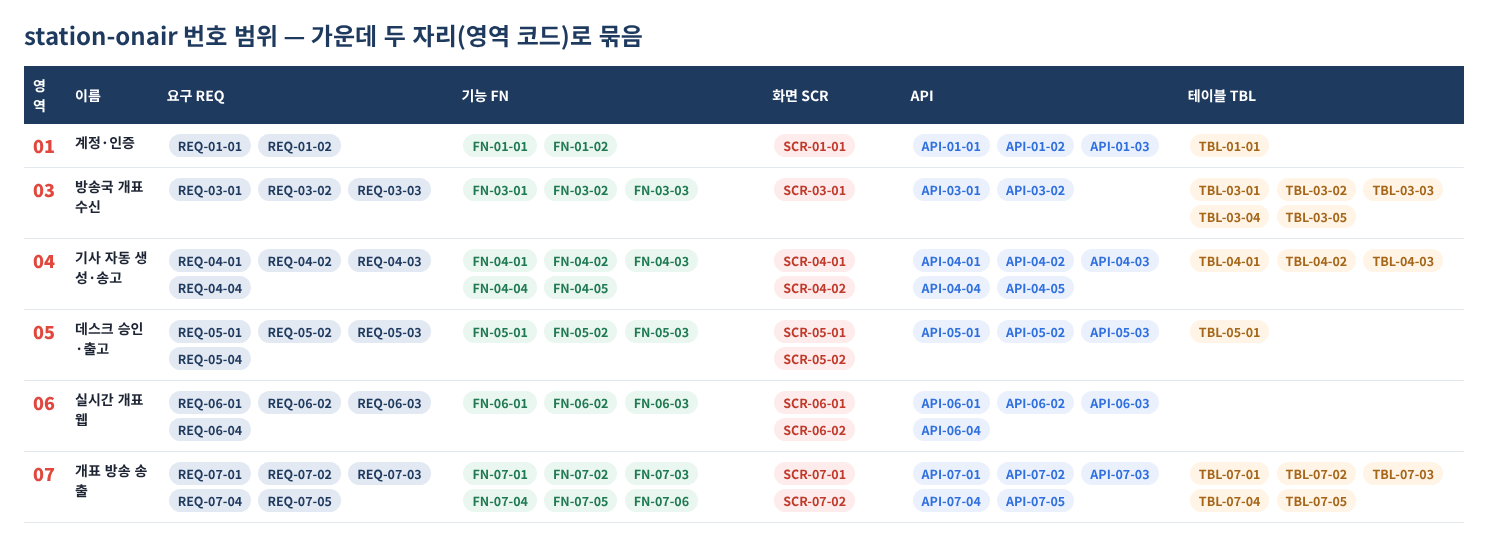 station-onair 번호 범위 — 가운데 두 자리(영역 코드)로 묶음
영역 이름 요구 REQ 기능 FN 화면 SCR API 테이블 TBL
01 계정·인증 REQ-01-01 REQ-01-02 FN-01-01 FN-01-02 SCR-01-01 API-01-01 API-01-02 API-01-03 TBL-01-01
03 방송국 개표 REQ-03-01 REQ-03-02 REQ-03-03 FN-03-01 FN-03-02 FN-03-03 SCR-03-01 API-03-01 API-03-02 TBL-03-01 TBL-03-02 TBL-03-03
수신 TBL-03-04 TBL-03-05
04 기사 자동 생 REQ-04-01 REQ-04-02 REQ-04-03 FN-04-01 FN-04-02 FN-04-03 SCR-04-01 API-04-01 API-04-02 API-04-03 TBL-04-01 TBL-04-02 TBL-04-03
성·송고 REQ-04-04 FN-04-04 FN-04-05 SCR-04-02 API-04-04 API-04-05
05 데스크 승인 REQ-05-01 REQ-05-02 REQ-05-03 FN-05-01 FN-05-02 FN-05-03 SCR-05-01 API-05-01 API-05-02 API-05-03 TBL-05-01
·출고 REQ-05-04 SCR-05-02
06 실시간 개표 REQ-06-01 REQ-06-02 REQ-06-03 FN-06-01 FN-06-02 FN-06-03 SCR-06-01 API-06-01 API-06-02 API-06-03
웹 REQ-06-04 SCR-06-02 API-06-04
07 개표 방송 송 REQ-07-01 REQ-07-02 REQ-07-03 FN-07-01 FN-07-02 FN-07-03 SCR-07-01 API-07-01 API-07-02 API-07-03 TBL-07-01 TBL-07-02 TBL-07-03
출 REQ-07-04 REQ-07-05 FN-07-04 FN-07-05 FN-07-06 SCR-07-02 API-07-04 API-07-05 TBL-07-04 TBL-07-05